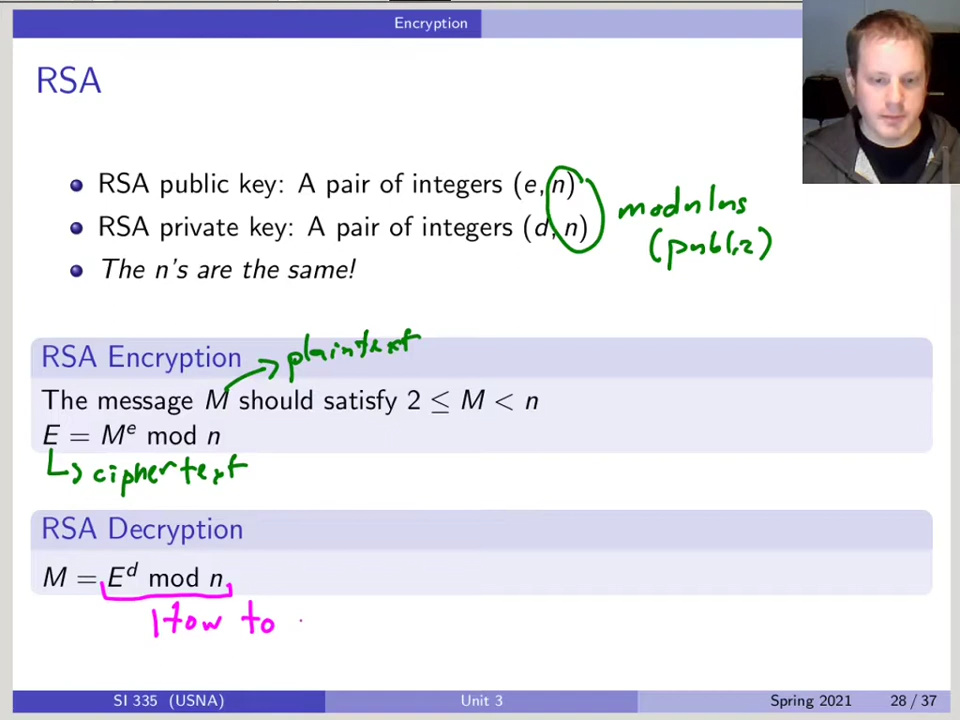 Encryption
RSA
RSA public key: A pair of integers (e, n)
RSA private key: A pair of integers (d, n)
The n's are the same!
modulus
(public)
RSA Encryption
plaintext
The message M should satisfy 2 ≤ M < n
E = Mᵉ mod n
ciphertext
RSA Decryption
M = Eᵈ mod n
How to
SI 335 (USNA) Unit 3 Spring 2021 28 / 37